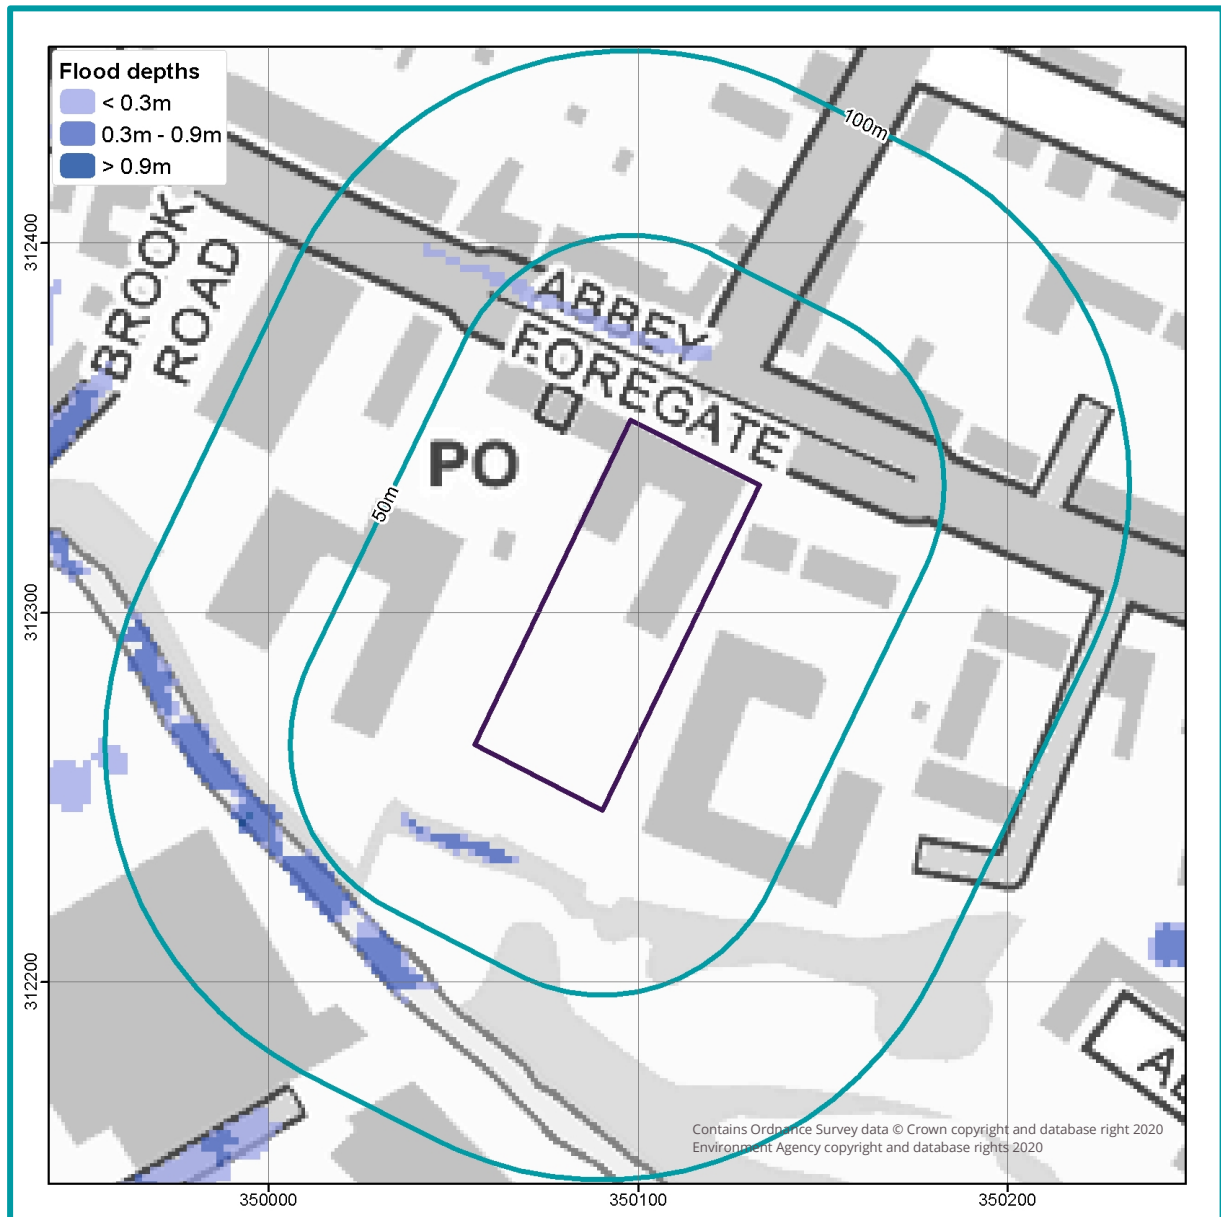 Flood depths
< 0.3m
0.3m - 0.9m
> 0.9m
100m
312400
BROOK
ROAD
ABBEY
FOREGATE
PO
50m
312300
312200
Contains Ordnance Survey data © Crown copyright and database right 2020
Environment Agency copyright and database rights 2020
350000
350100
350200